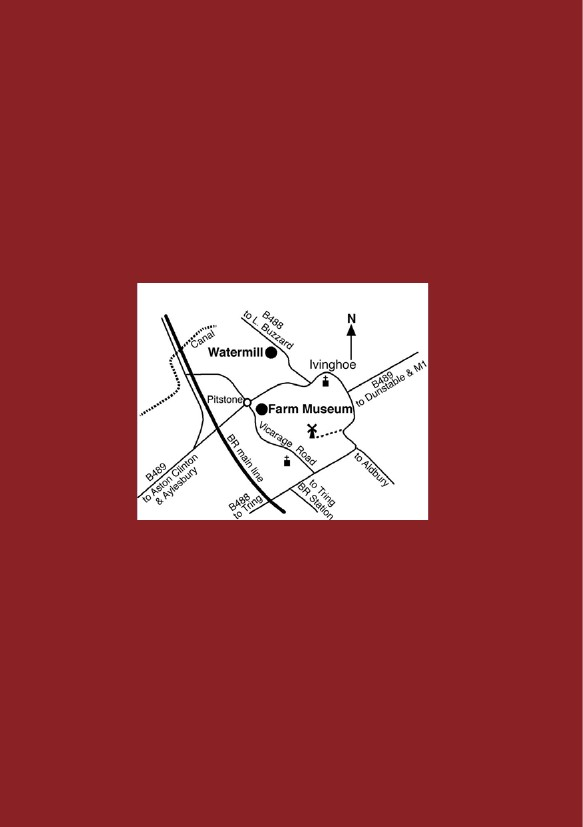 B488
to L. Buzzard
N
Canal
Watermill
Ivinghoe
B489
to Dunstable & M1
Pitstone
Farm Museum
Vicarage Road
BR main line
to Aldbury
B489
to Aston Clinton
& Aylesbury
B488
to Tring
to Tring
BR Station